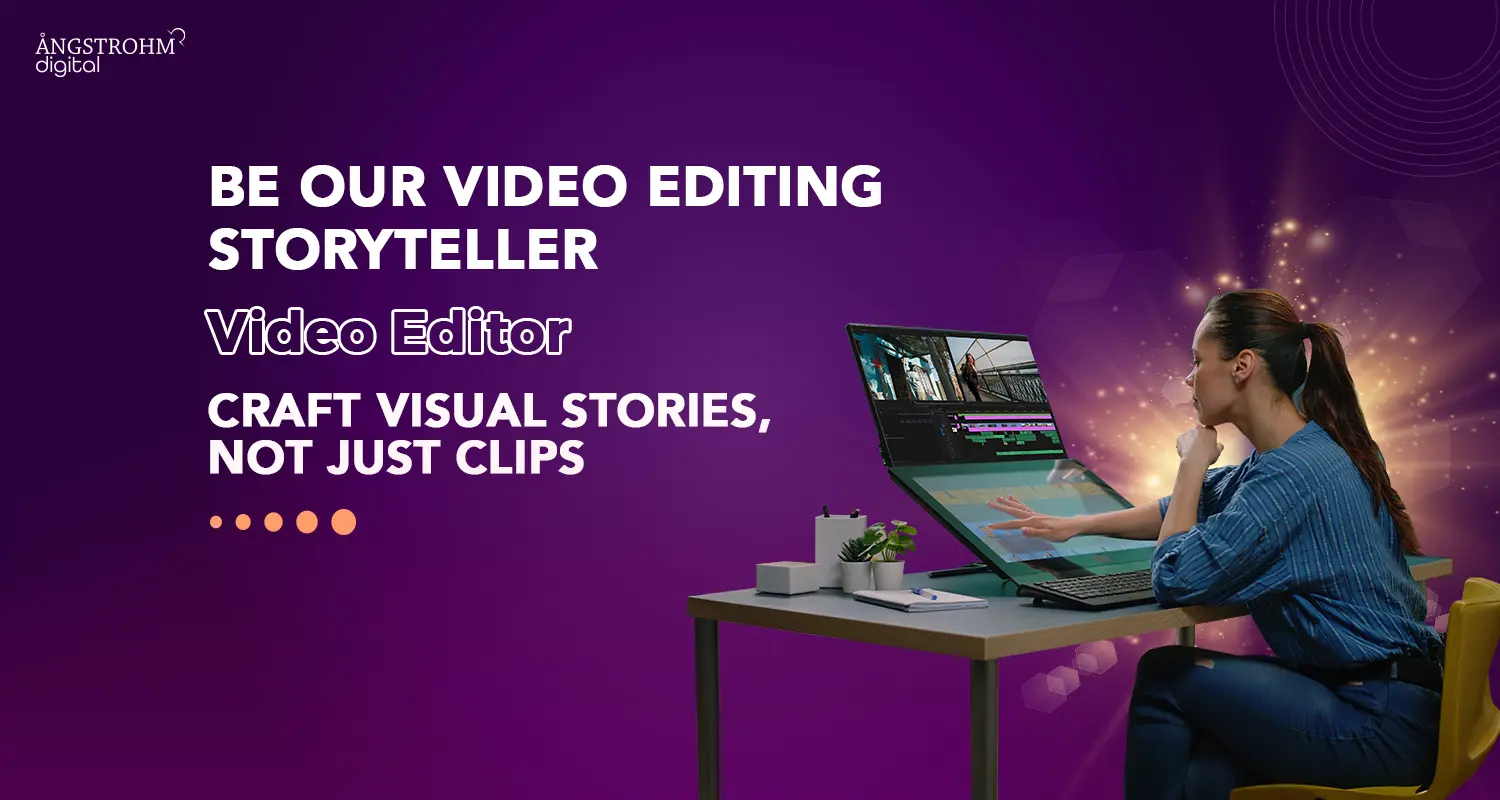 ÅNGSTROHM
digital
BE OUR VIDEO EDITING
STORYTELLER
Video Editor
CRAFT VISUAL STORIES,
NOT JUST CLIPS